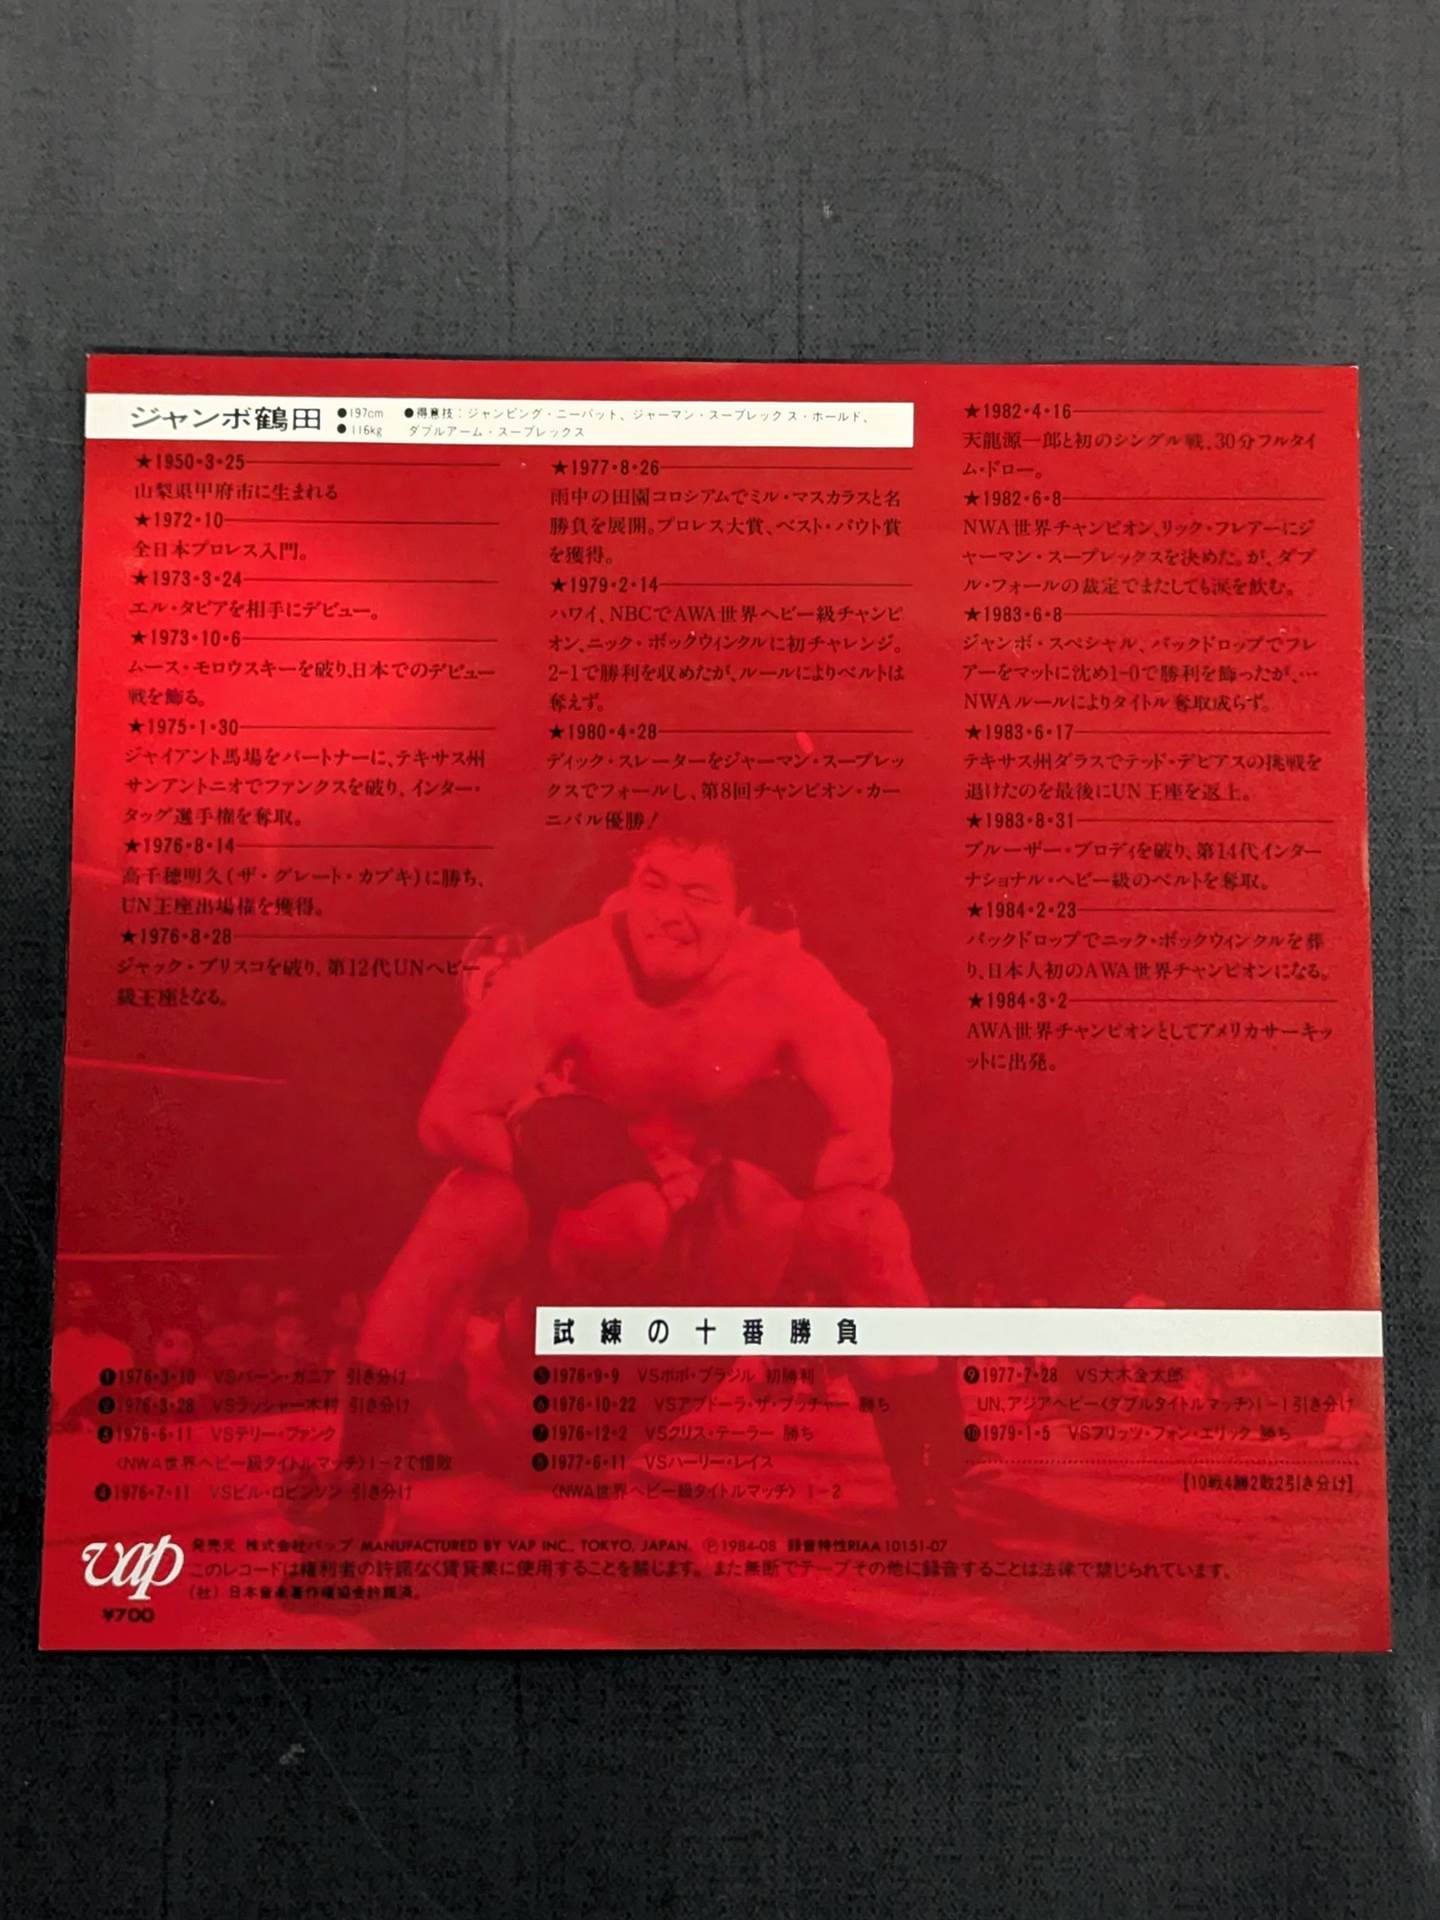 ジャンボ鶴田
●197cm
●116kg
●得意技：ジャンピング・ニーパット、ジャーマン・スープレックス・ホールド、
ダブルアーム・スープレックス
★1950・3・25
山梨県甲府市に生まれる
★1972・10
全日本プロレス入門。
★1973・3・24
エル・タピアを相手にデビュー。
★1973・10・6
ムース・モロウスキーを破り、日本でのデビュー
戦を飾る。
★1975・1・30
ジャイアント馬場をパートナーに、テキサス州
サンアントニオでファンクスを破り、インター・
タッグ選手権を奪取。
★1976・8・14
高千穂明久（ザ・グレート・カブキ）に勝ち、
UN王座出場権を獲得。
★1976・8・28
ジャック・ブリスコを破り、第12代UNヘビー
級王座となる。
★1977・8・26
雨中の田園コロシアムでミル・マスカラスと名
勝負を展開。プロレス大賞、ベスト・バウト賞
を獲得。
★1979・2・14
ハワイ、NBCでAWA世界ヘビー級チャンピ
オン、ニック・ボックウィンクルに初チャレンジ。
2-1で勝利を収めたが、ルールによりベルトは
奪えず。
★1980・4・28
ディック・スレーターをジャーマン・スープレッ
クスでフォールし、第8回チャンピオン・カー
ニバル優勝！
★1982・4・16
天龍源一郎と初のシングル戦、30分フルタイ
ム・ドロー。
★1982・6・8
NWA世界チャンピオン、リック・フレアーにジ
ャーマン・スープレックスを決めた。が、ダブ
ル・フォールの裁定でまたしても涙を飲む。
★1983・6・8
ジャンボ・スペシャル、バックドロップでフレ
アーをマットに沈め1-0で勝利を飾ったが、…
NWAルールによりタイトル奪取成らず。
★1983・6・17
テキサス州ダラスでテッド・デビアスの挑戦を
退けたのを最後にUN王座を返上。
★1983・8・31
ブルーザー・ブロディを破り、第14代インター
ナショナル・ヘビー級のベルトを奪取。
★1984・2・23
バックドロップでニック・ボックウィンクルを葬
り、日本人初のAWA世界チャンピオンになる。
★1984・3・2
AWA世界チャンピオンとしてアメリカサーキッ
ットに出発。
試練の十番勝負
❶1976・3・10 VSバーン・ガニア 引き分け
❷1976・3・28 VSラッシャー木村 引き分け
❸1976・6・11 VSテリー・ファンク
〈NWA世界ヘビー級タイトルマッチ〉1－2で惜敗
❹1976・7・11 VSビル・ロビンソン 引き分け
❺1976・9・9 VSボボ・ブラジル 初勝利
❻1976・10・22 VSアブドーラ・ザ・ブッチャー 勝ち
❼1976・12・2 VSクリス・テーラー 勝ち
❽1977・6・11 VSハーリー・レイス
〈NWA世界ヘビー級タイトルマッチ〉1－2
❾1977・7・28 VS大木金太郎
UN、アジアヘビー〈ダブルタイトルマッチ〉1－1引き分け
❿1979・1・5 VSフリッツ・フォン・エリック 勝ち
［10戦4勝2敗2引き分け］
vap
¥700
発売元 株式会社バップ MANUFACTURED BY VAP INC., TOKYO, JAPAN. Ⓟ1984-08 録音特性RIAA 10151-07
このレコードは権利者の許諾なく賃貸業に使用することを禁じます。また無断でテープその他に録音することは法律で禁じられています。
（社）日本音楽著作権協会許諾済。